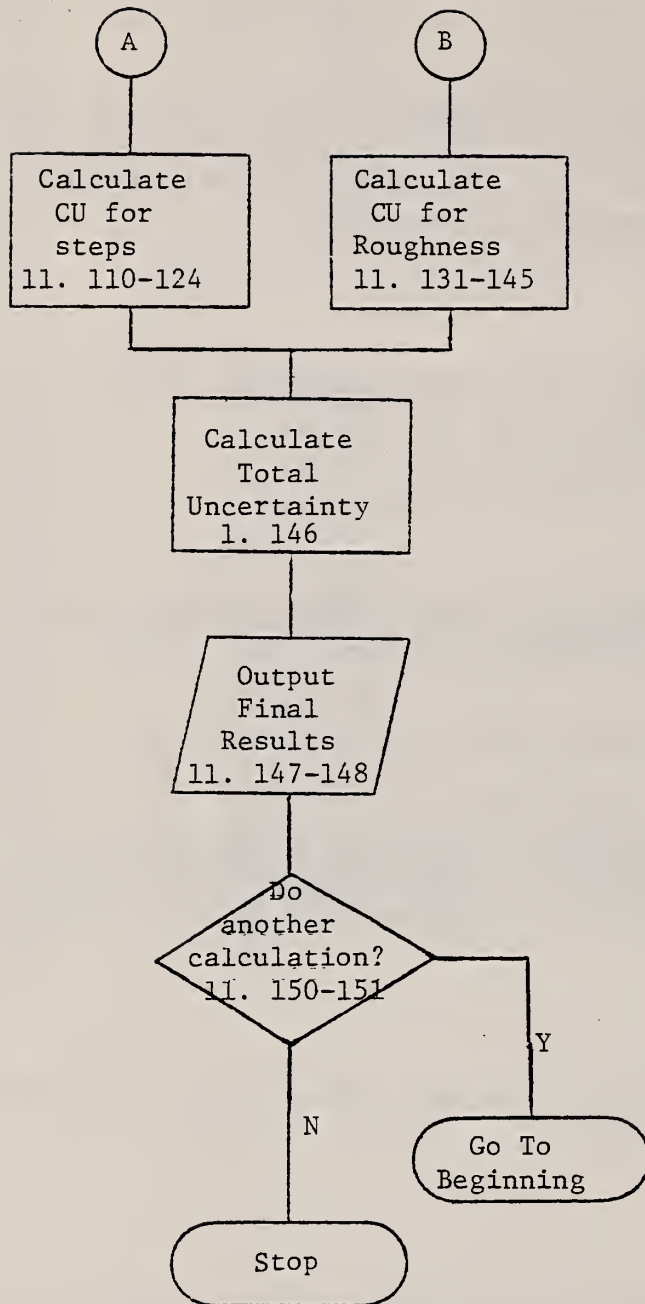 A
B
Calculate
CU for
steps
ll. 110-124
Calculate
CU for
Roughness
ll. 131-145
Calculate
Total
Uncertainty
l. 146
Output
Final
Results
ll. 147-148
Do
another
calculation?
ll. 150-151
Y
N
Go To
Beginning
Stop